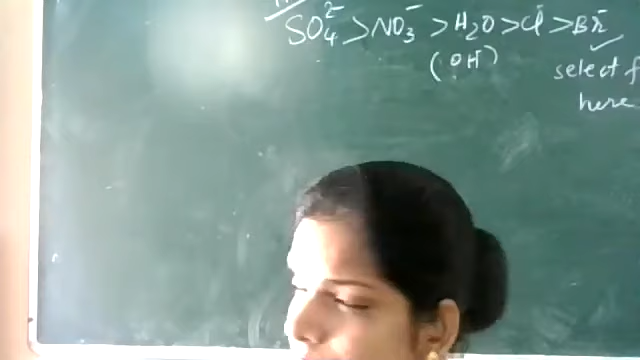 SO₄²⁻ > NO₃⁻ > H₂O > Cl⁻ > Br⁻
(OH⁻)
select
here